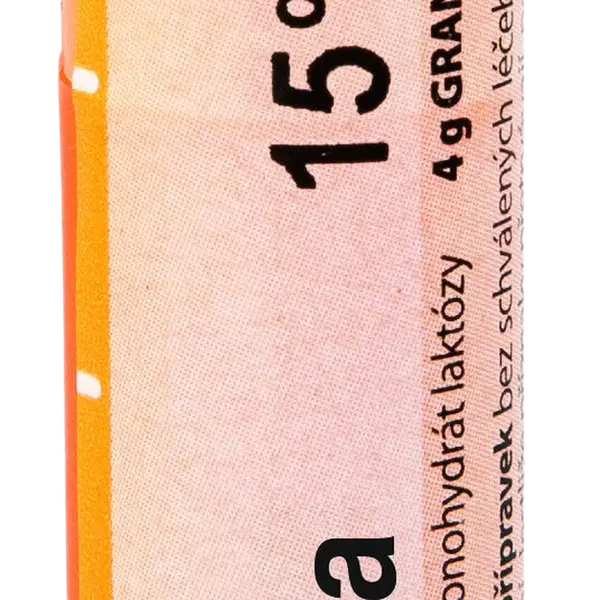 a 15°
onohydrát laktózy 4 g GRAN
přípravek bez schválených léčeb